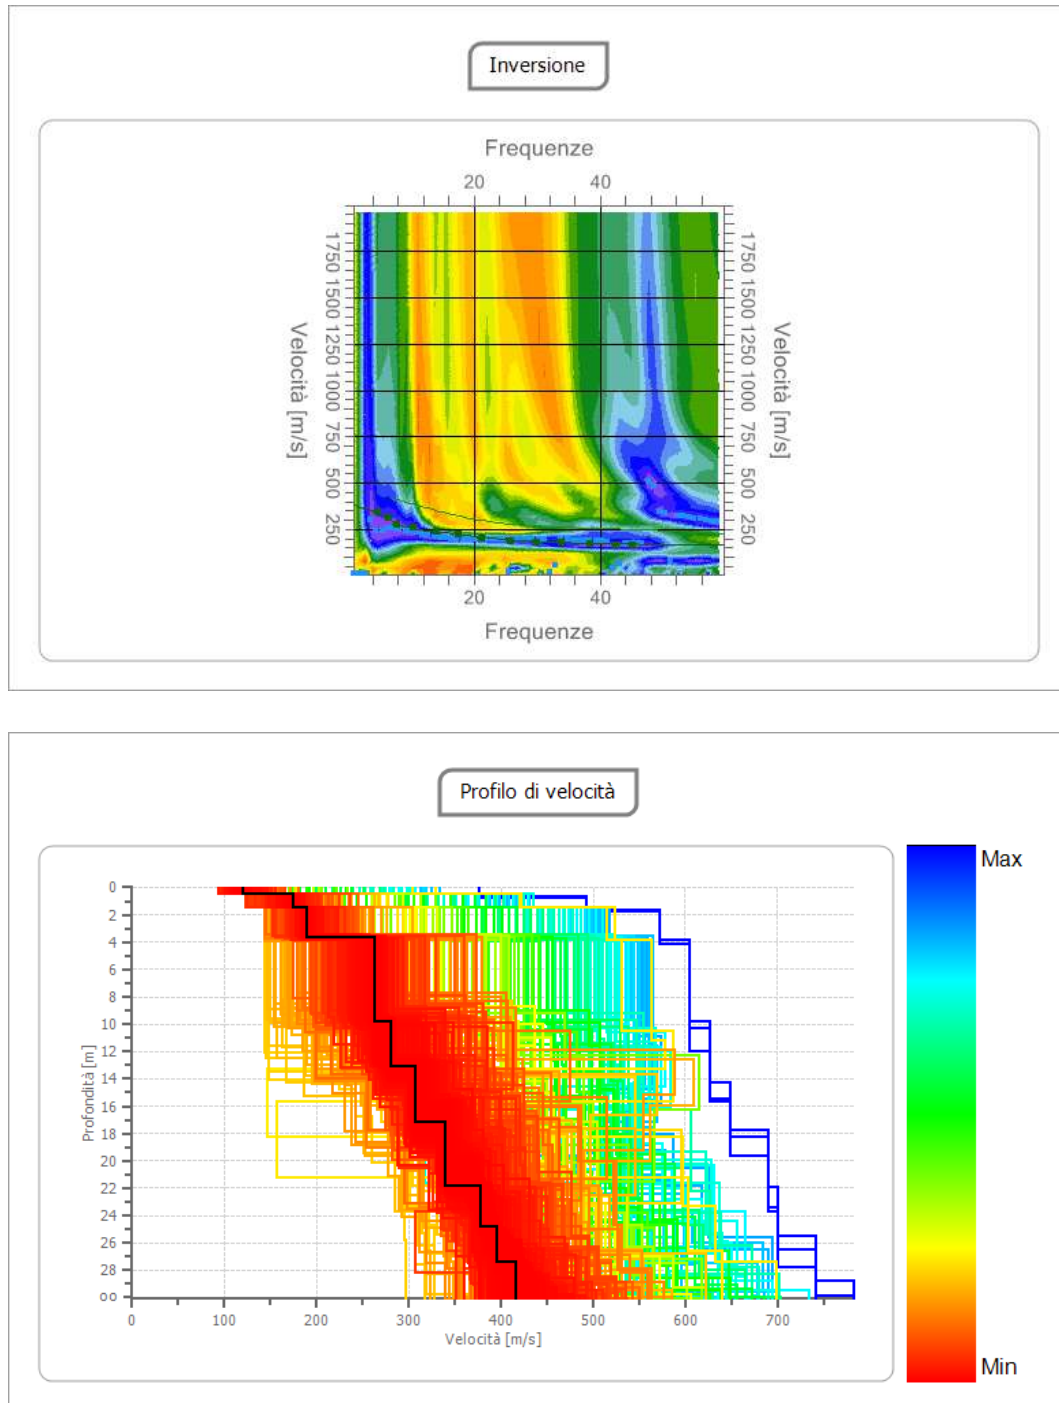 Inversione
Frequenze
20 40
1750 1500 1250 1000 750 500 250
Velocità [m/s]
1750 1500 1250 1000 750 500 250
Velocità [m/s]
20 40
Frequenze
Profilo di velocità
Max
Min
Profondità [m]
0
2
4
6
8
10
12
14
16
18
20
22
24
26
28
oo
0 100 200 300 400 500 600 700
Velocità [m/s]